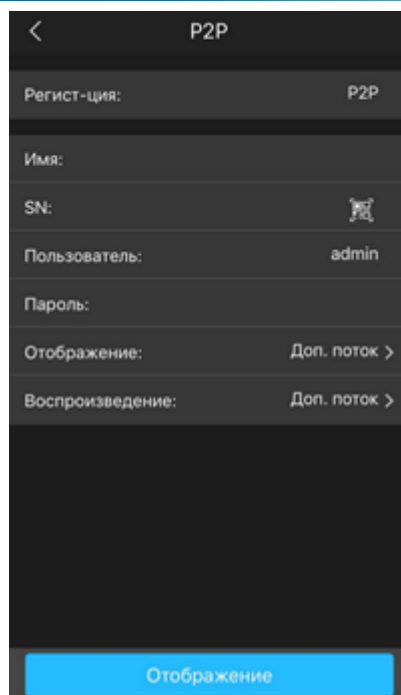 P2P
Регист-ция: P2P
Имя:
SN:
Пользователь: admin
Пароль:
Отображение: Доп. поток
Воспроизведение: Доп. поток
Отображение